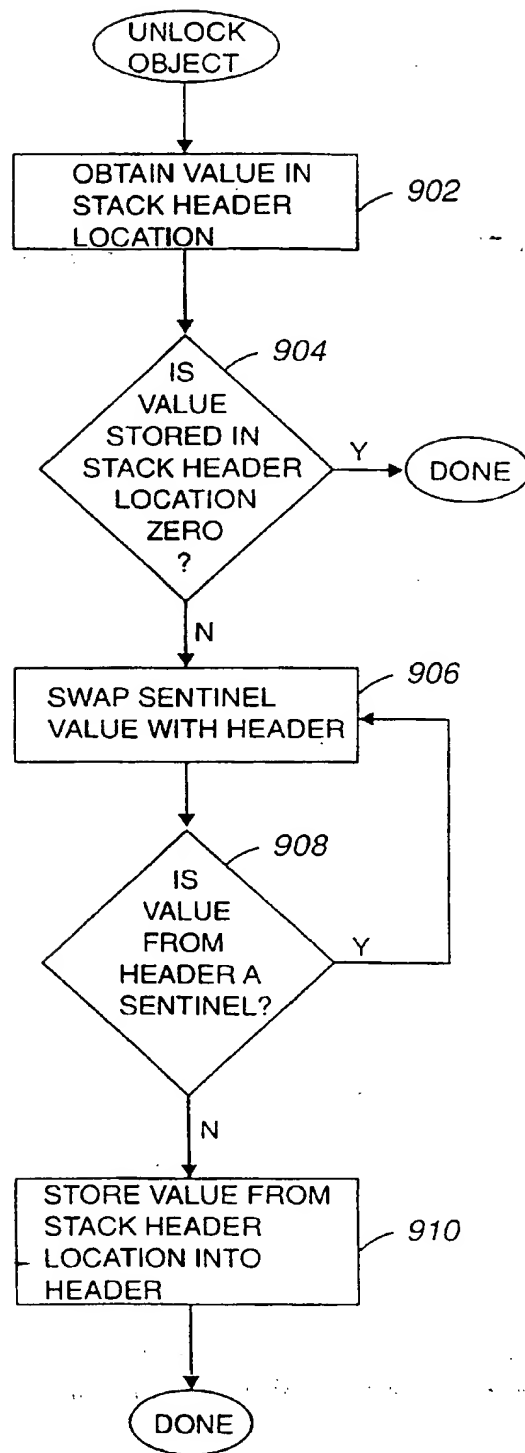 UNLOCK
OBJECT
OBTAIN VALUE IN
STACK HEADER
LOCATION
902
904
IS
VALUE
STORED IN
STACK HEADER
LOCATION
ZERO
?
Y
DONE
N
906
SWAP SENTINEL
VALUE WITH HEADER
908
IS
VALUE
FROM
HEADER A
SENTINEL?
Y
N
STORE VALUE FROM
STACK HEADER
LOCATION INTO
HEADER
910
DONE